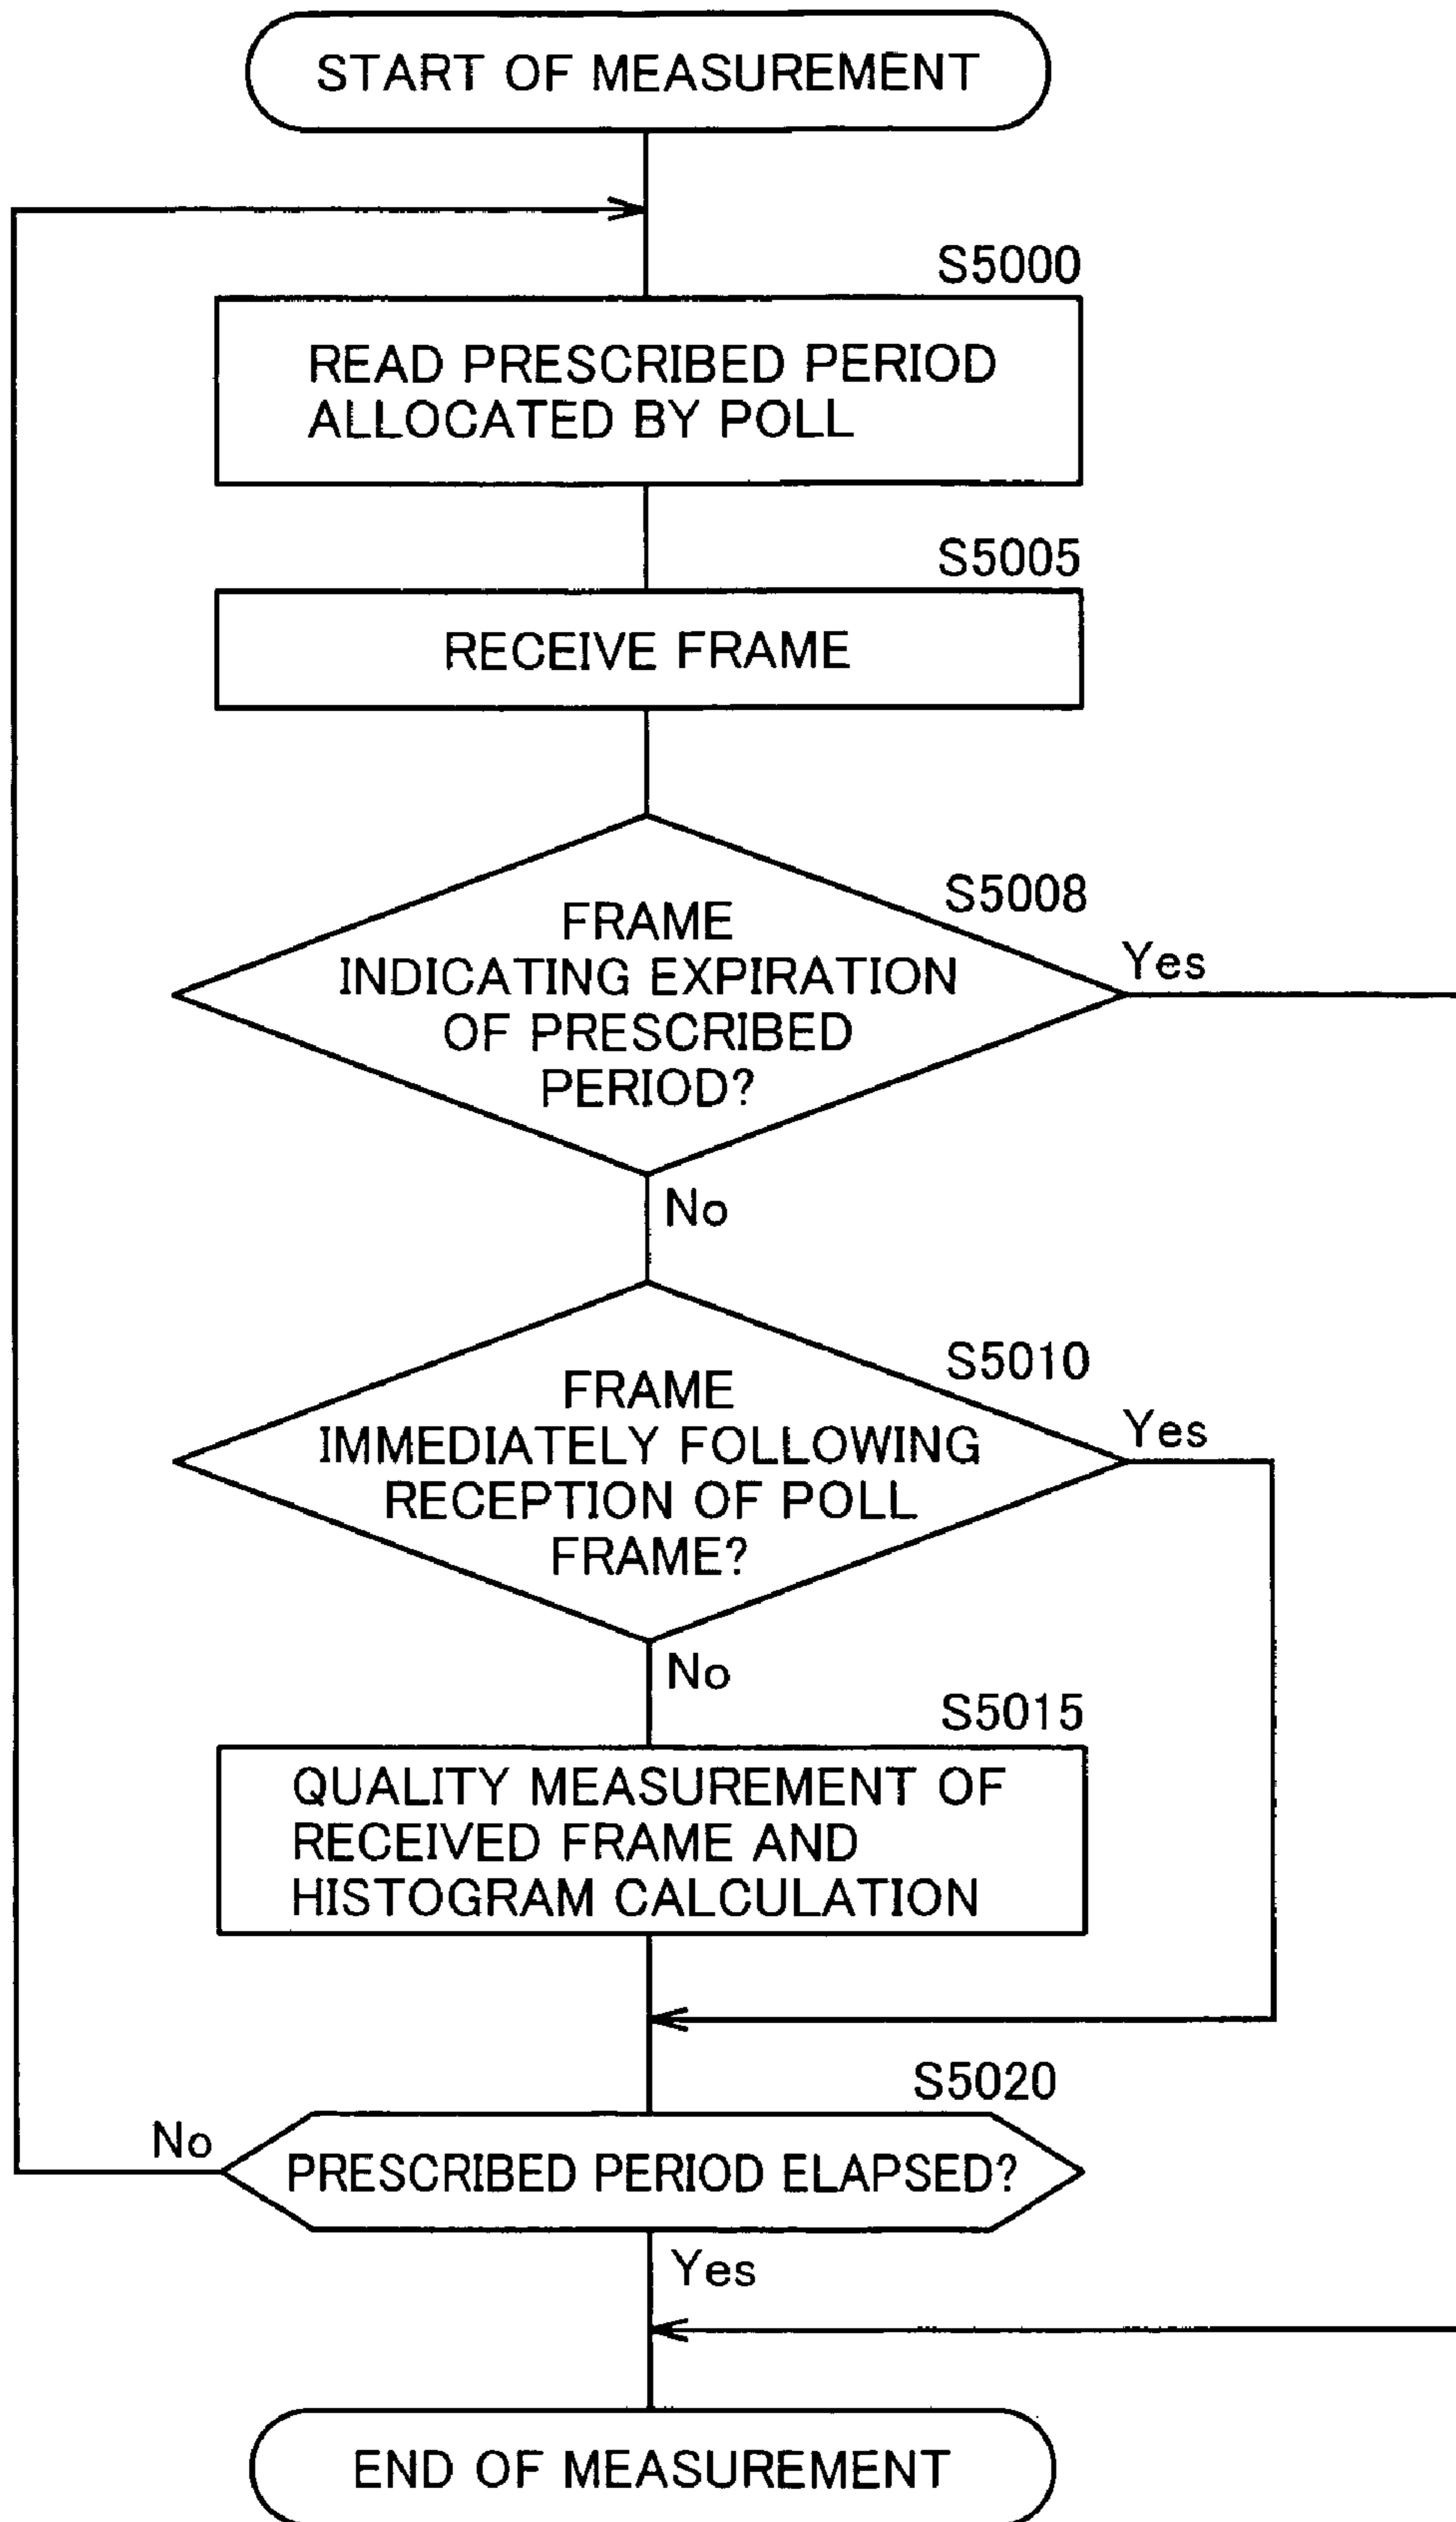 START OF MEASUREMENT
S5000
READ PRESCRIBED PERIOD
ALLOCATED BY POLL
S5005
RECEIVE FRAME
S5008
FRAME
INDICATING EXPIRATION
OF PRESCRIBED
PERIOD?
Yes
No
S5010
FRAME
IMMEDIATELY FOLLOWING
RECEPTION OF POLL
FRAME?
Yes
No
S5015
QUALITY MEASUREMENT OF
RECEIVED FRAME AND
HISTOGRAM CALCULATION
S5020
No
PRESCRIBED PERIOD ELAPSED?
Yes
END OF MEASUREMENT